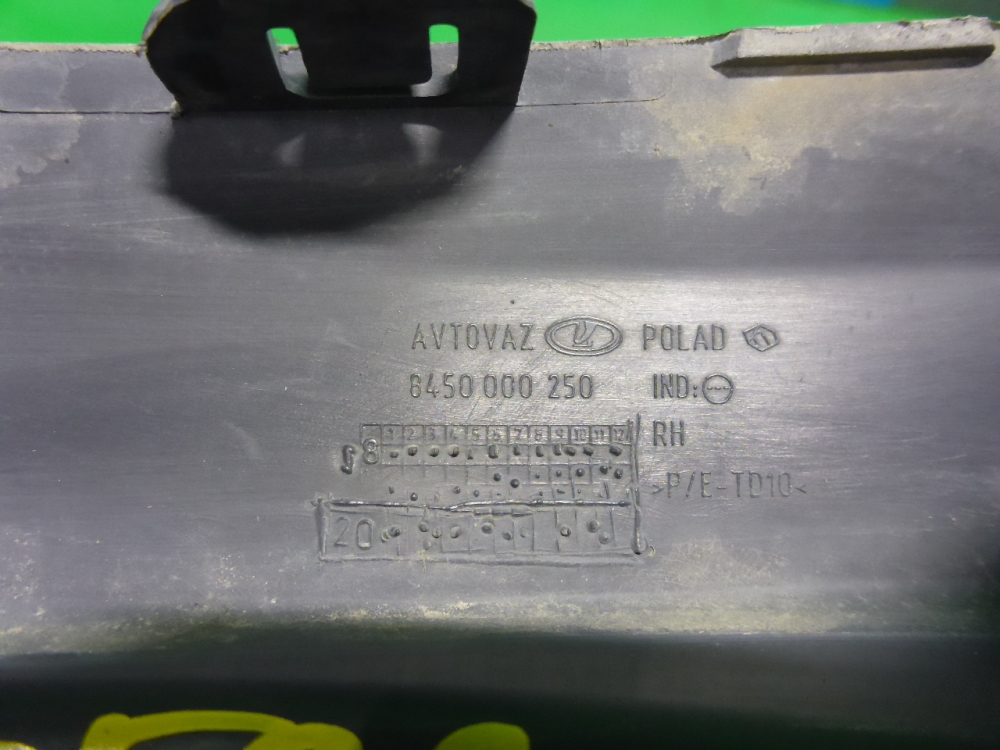 AVTOVAZ POLAD
8450 000 250 IND:
1 2 3 4 5 6 7 8 9 10 11 12 RH
8
>P/E-TD10<
20